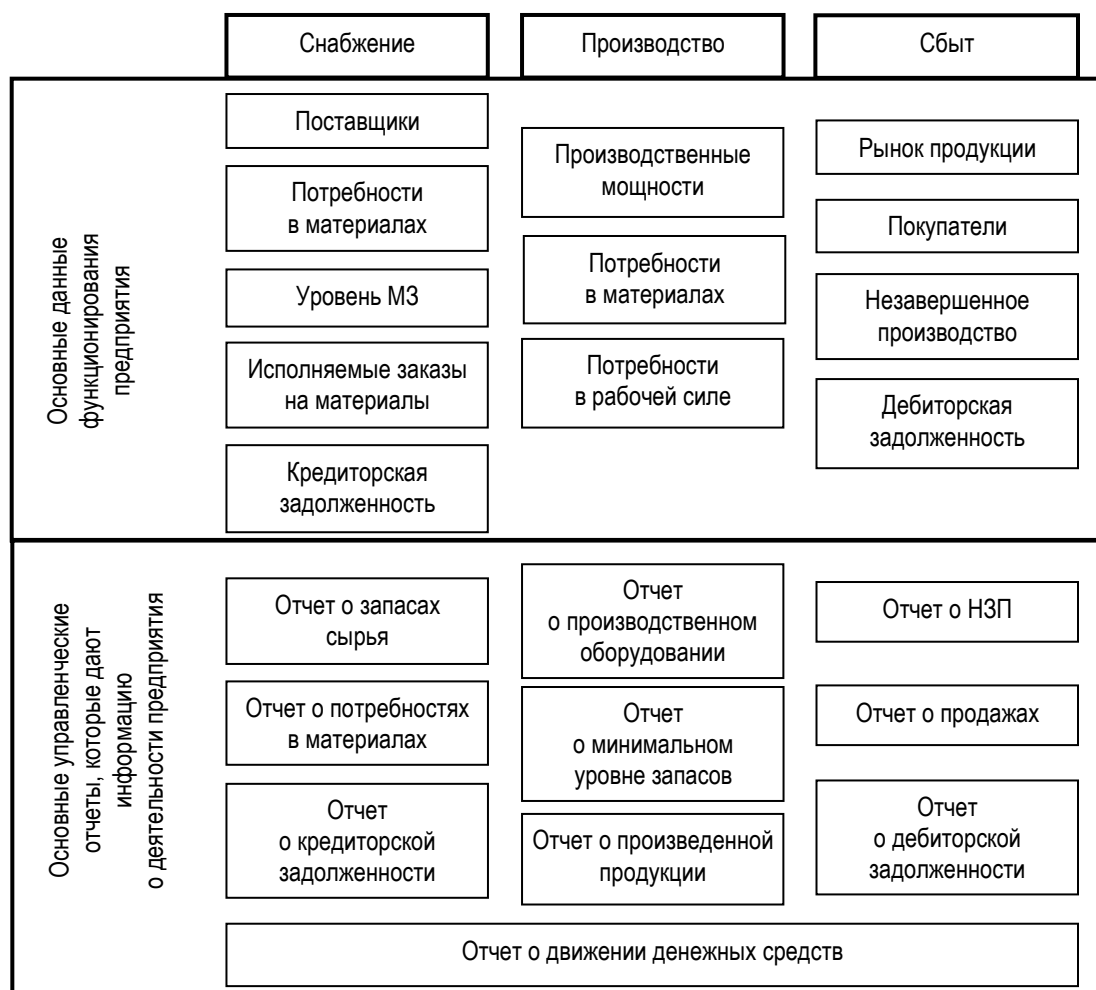 Снабжение
Производство
Сбыт
Основные данные
функционирования
предприятия
Поставщики
Потребности
в материалах
Уровень МЗ
Исполняемые заказы
на материалы
Кредиторская
задолженность
Производственные
мощности
Потребности
в материалах
Потребности
в рабочей силе
Рынок продукции
Покупатели
Незавершенное
производство
Дебиторская
задолженность
Основные управленческие
отчеты, которые дают
информацию
о деятельности предприятия
Отчет о запасах
сырья
Отчет о потребностях
в материалах
Отчет
о кредиторской
задолженности
Отчет
о производственном
оборудовании
Отчет
о минимальном
уровне запасов
Отчет о произведенной
продукции
Отчет о НЗП
Отчет о продажах
Отчет
о дебиторской
задолженности
Отчет о движении денежных средств